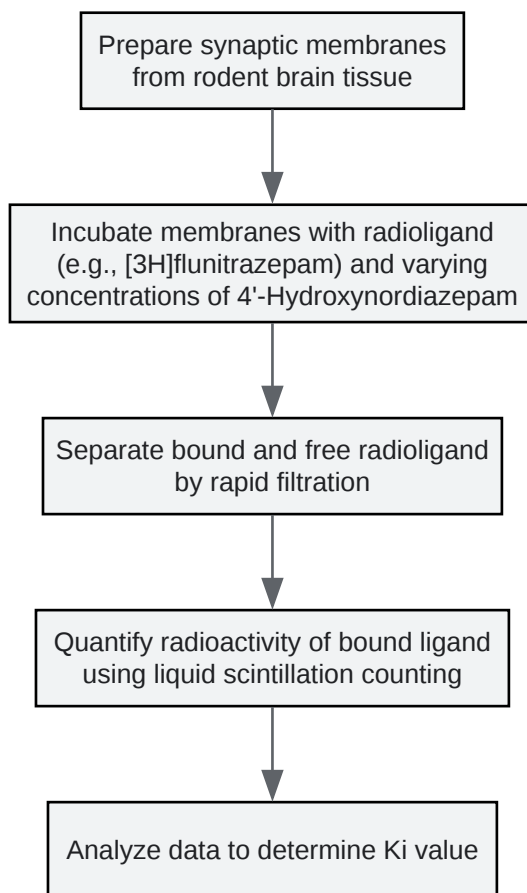 Prepare synaptic membranes
from rodent brain tissue
Incubate membranes with radioligand
(e.g., [3H]flunitrazepam) and varying
concentrations of 4'-Hydroxynordiazepam
Separate bound and free radioligand
by rapid filtration
Quantify radioactivity of bound ligand
using liquid scintillation counting
Analyze data to determine Ki value